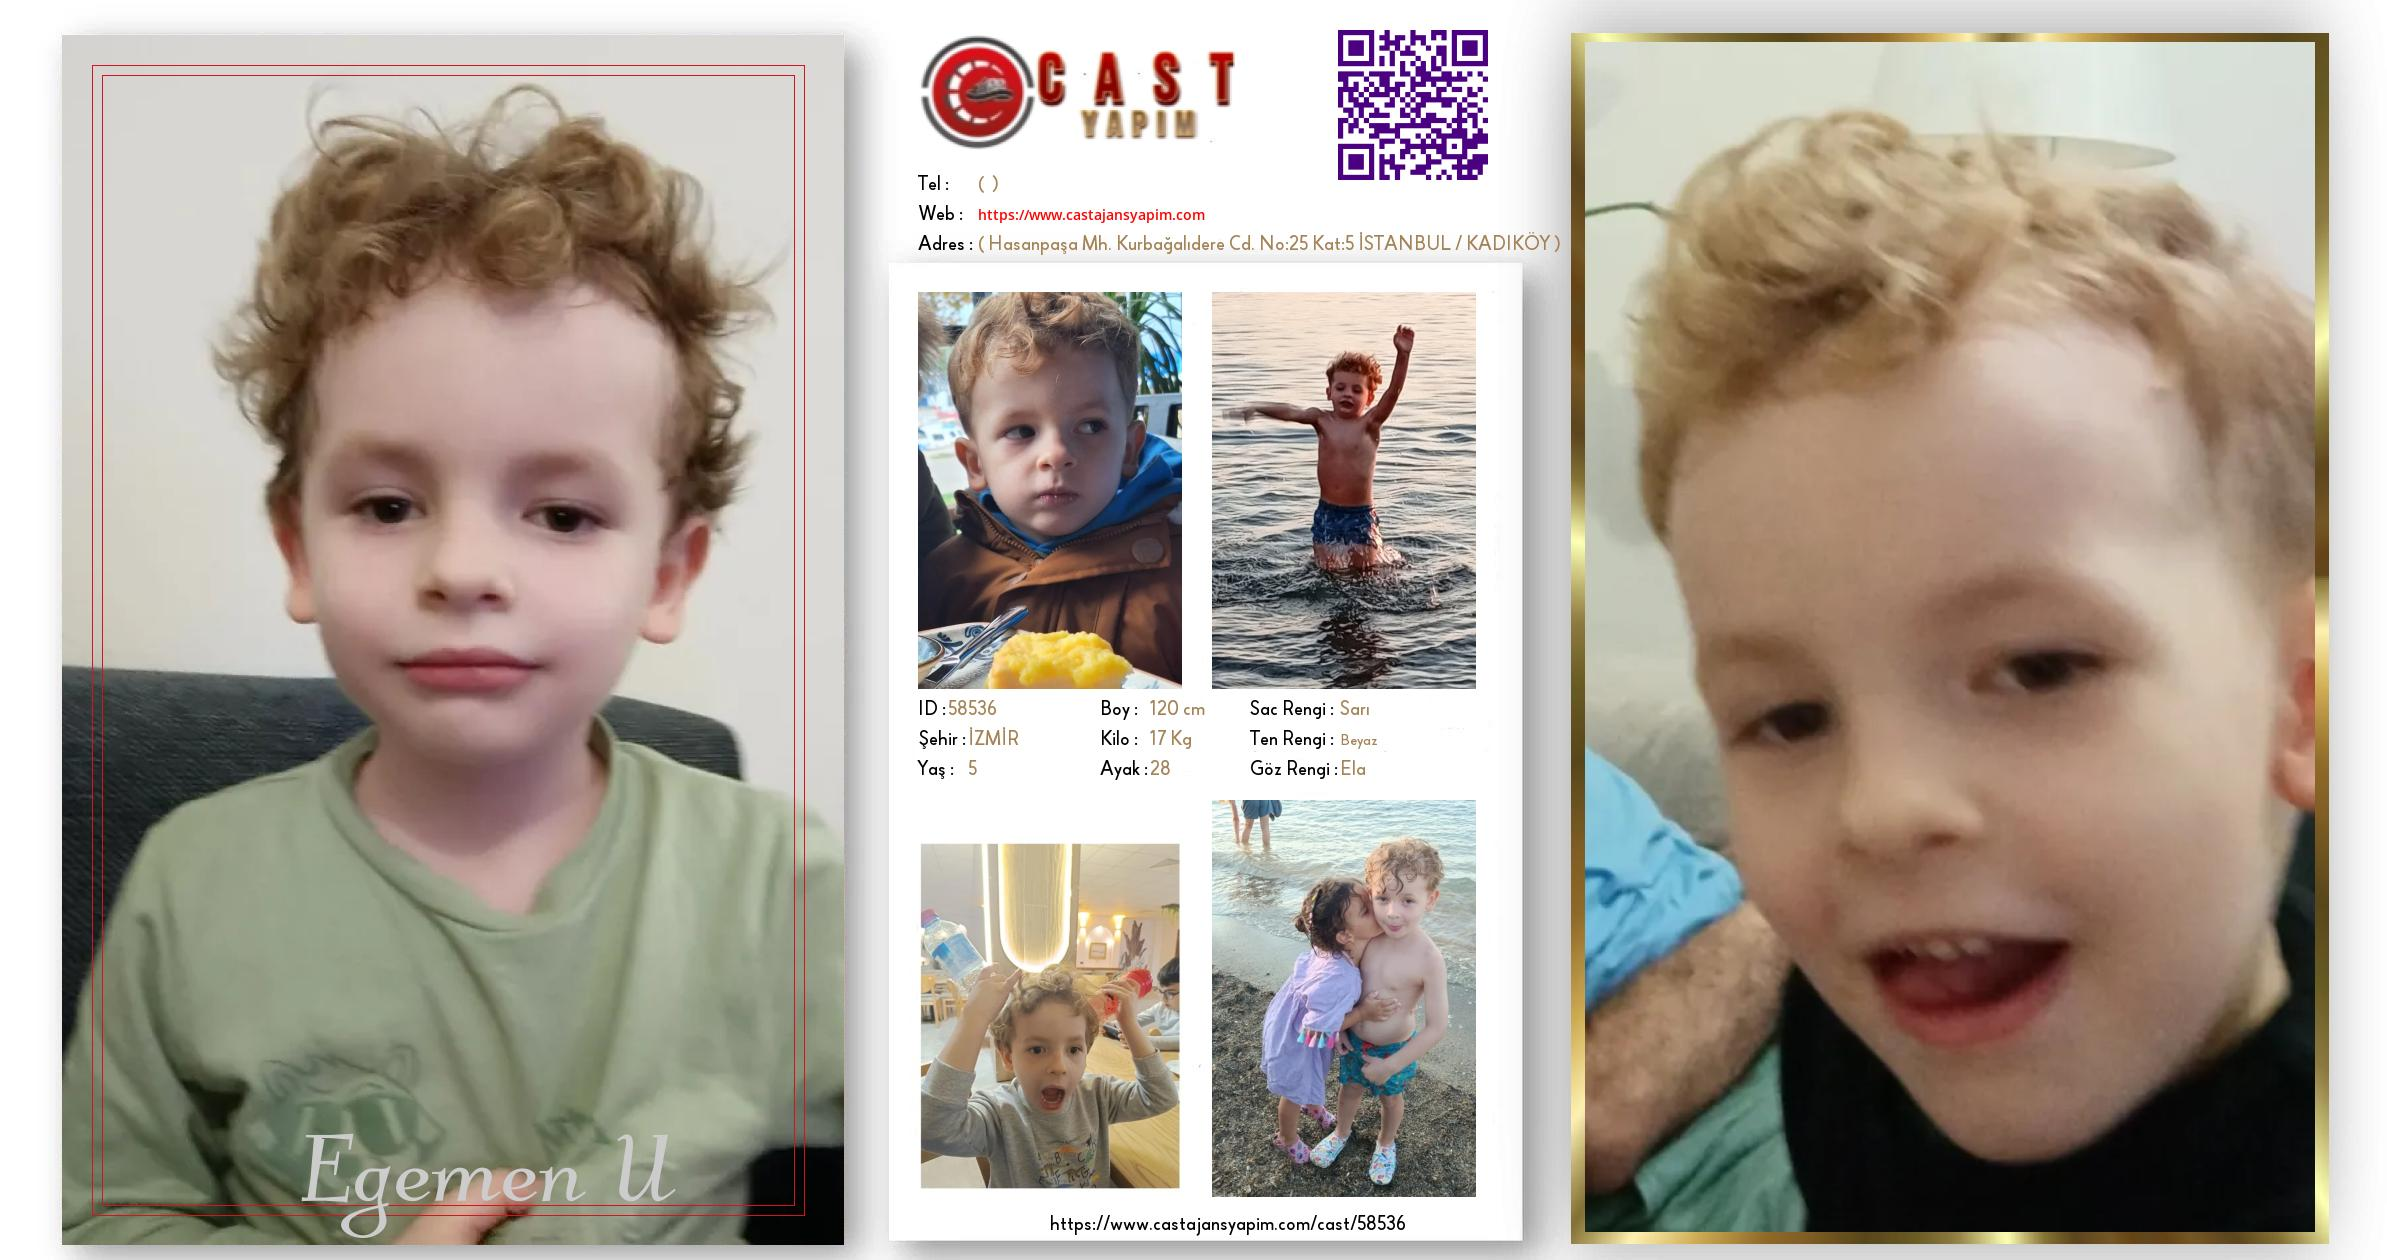 CAST
YAPIM
Tel : ( )
Web : https://www.castajansyapim.com
Adres : ( Hasanpaşa Mh. Kurbağalıdere Cd. No:25 Kat:5 İSTANBUL / KADIKÖY )
ID : 58536 Boy : 120 cm Sac Rengi : Sarı
Şehir : İZMİR Kilo : 17 Kg Ten Rengi : Beyaz
Yaş : 5 Ayak : 28 Göz Rengi : Ela
Egemen U
https://www.castajansyapim.com/cast/58536